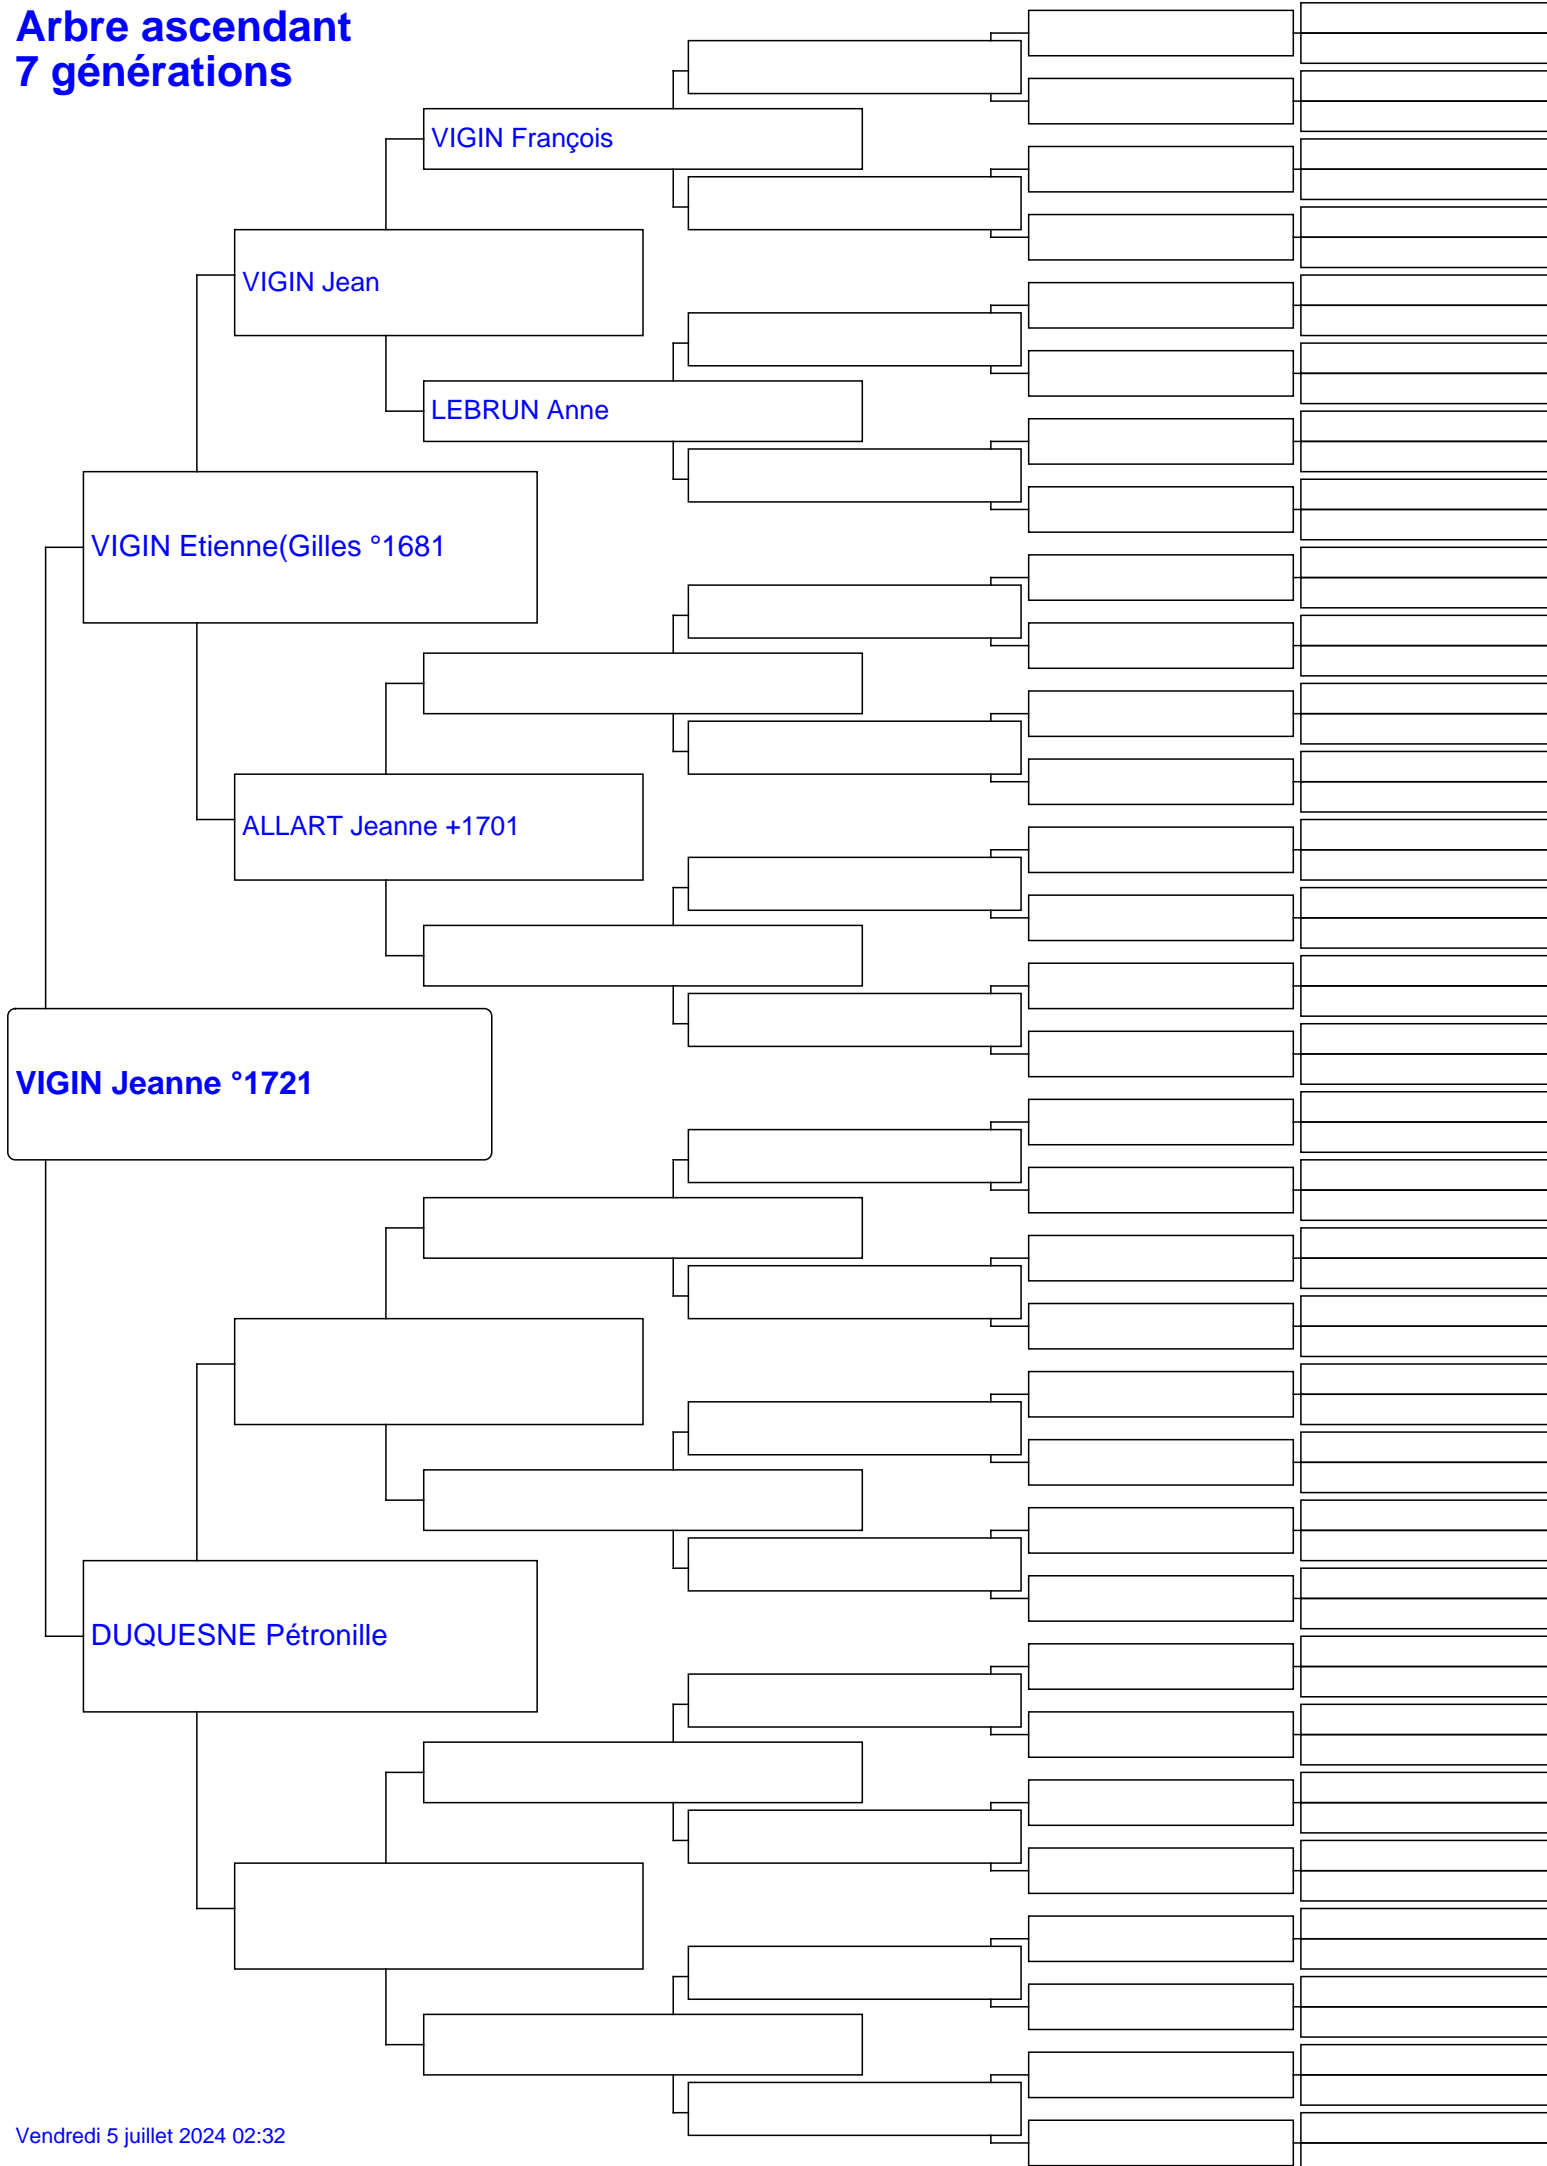 Arbre ascendant
7 générations
VIGIN François
VIGIN Jean
LEBRUN Anne
VIGIN Etienne(Gilles °1681
ALLART Jeanne +1701
VIGIN Jeanne °1721
DUQUESNE Pétronille
Vendredi 5 juillet 2024 02:32